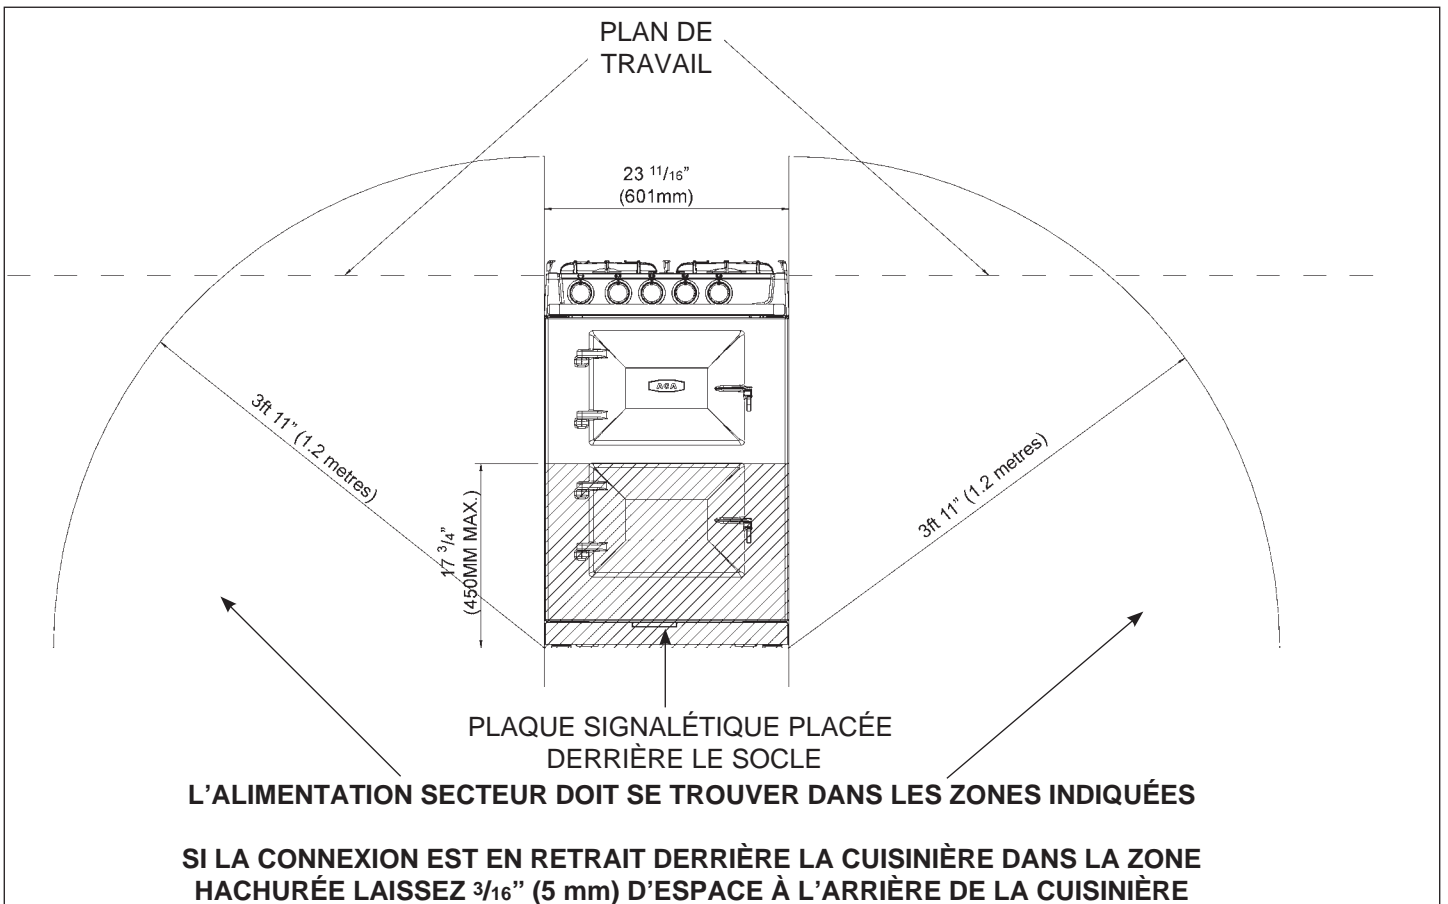 PLAN DE
TRAVAIL
23 11/16”
(601mm)
AGA
3ft 11” (1.2 metres)
3ft 11” (1.2 metres)
17 3/4”
(450MM MAX.)
PLAQUE SIGNALÉTIQUE PLACÉE
DERRIÈRE LE SOCLE
L’ALIMENTATION SECTEUR DOIT SE TROUVER DANS LES ZONES INDIQUÉES
SI LA CONNEXION EST EN RETRAIT DERRIÈRE LA CUISINIÈRE DANS LA ZONE
HACHURÉE LAISSEZ 3/16” (5 mm) D’ESPACE À L’ARRIÈRE DE LA CUISINIÈRE